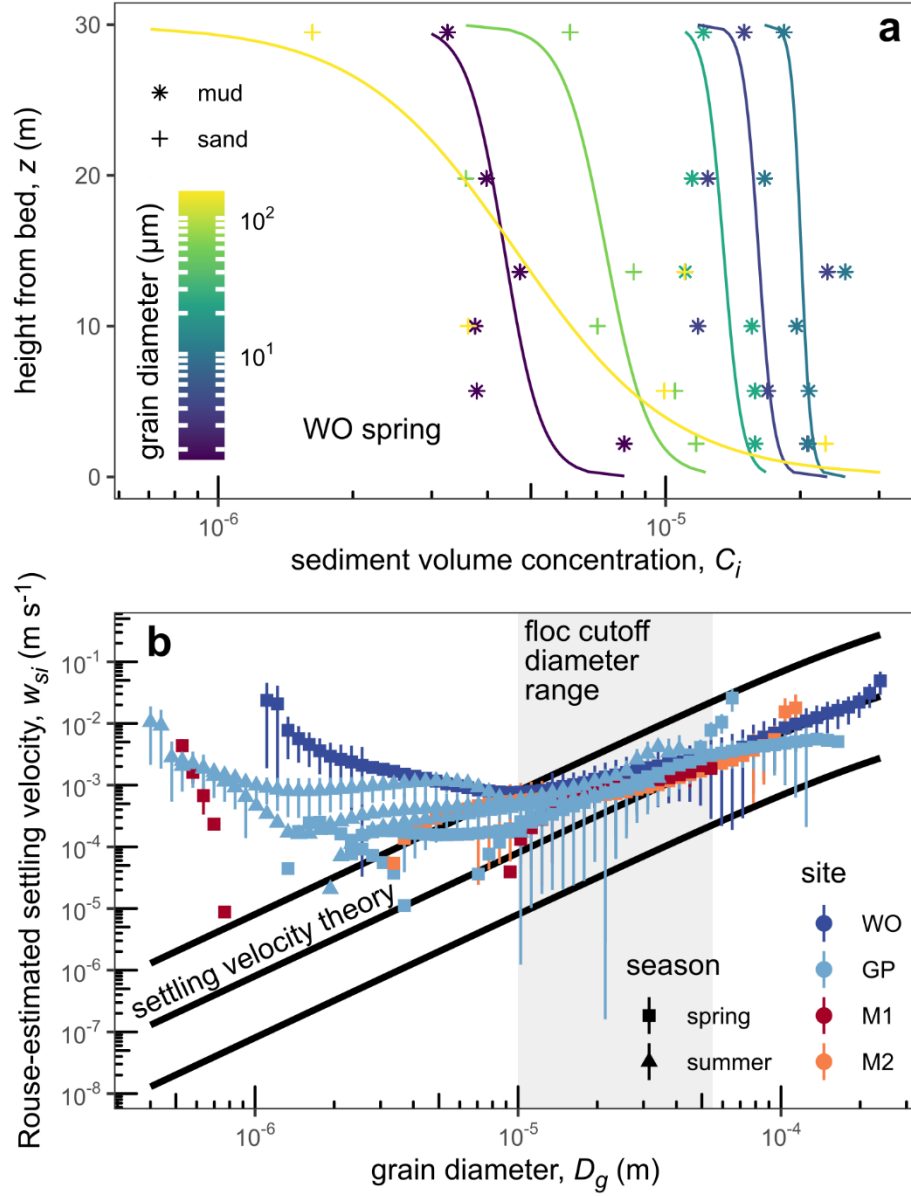 a
30
20
10
0
height from bed, z (m)
mud
sand
grain diameter (μm)
10²
10¹
WO spring
10⁻⁶
10⁻⁵
sediment volume concentration, Cᵢ
b
floc cutoff
diameter
range
10⁻¹
10⁻²
10⁻³
10⁻⁴
10⁻⁵
10⁻⁶
10⁻⁷
10⁻⁸
Rouse-estimated settling velocity, wₛᵢ (m s⁻¹)
settling velocity theory
season
spring
summer
site
WO
GP
M1
M2
10⁻⁶
10⁻⁵
10⁻⁴
grain diameter, D_g (m)